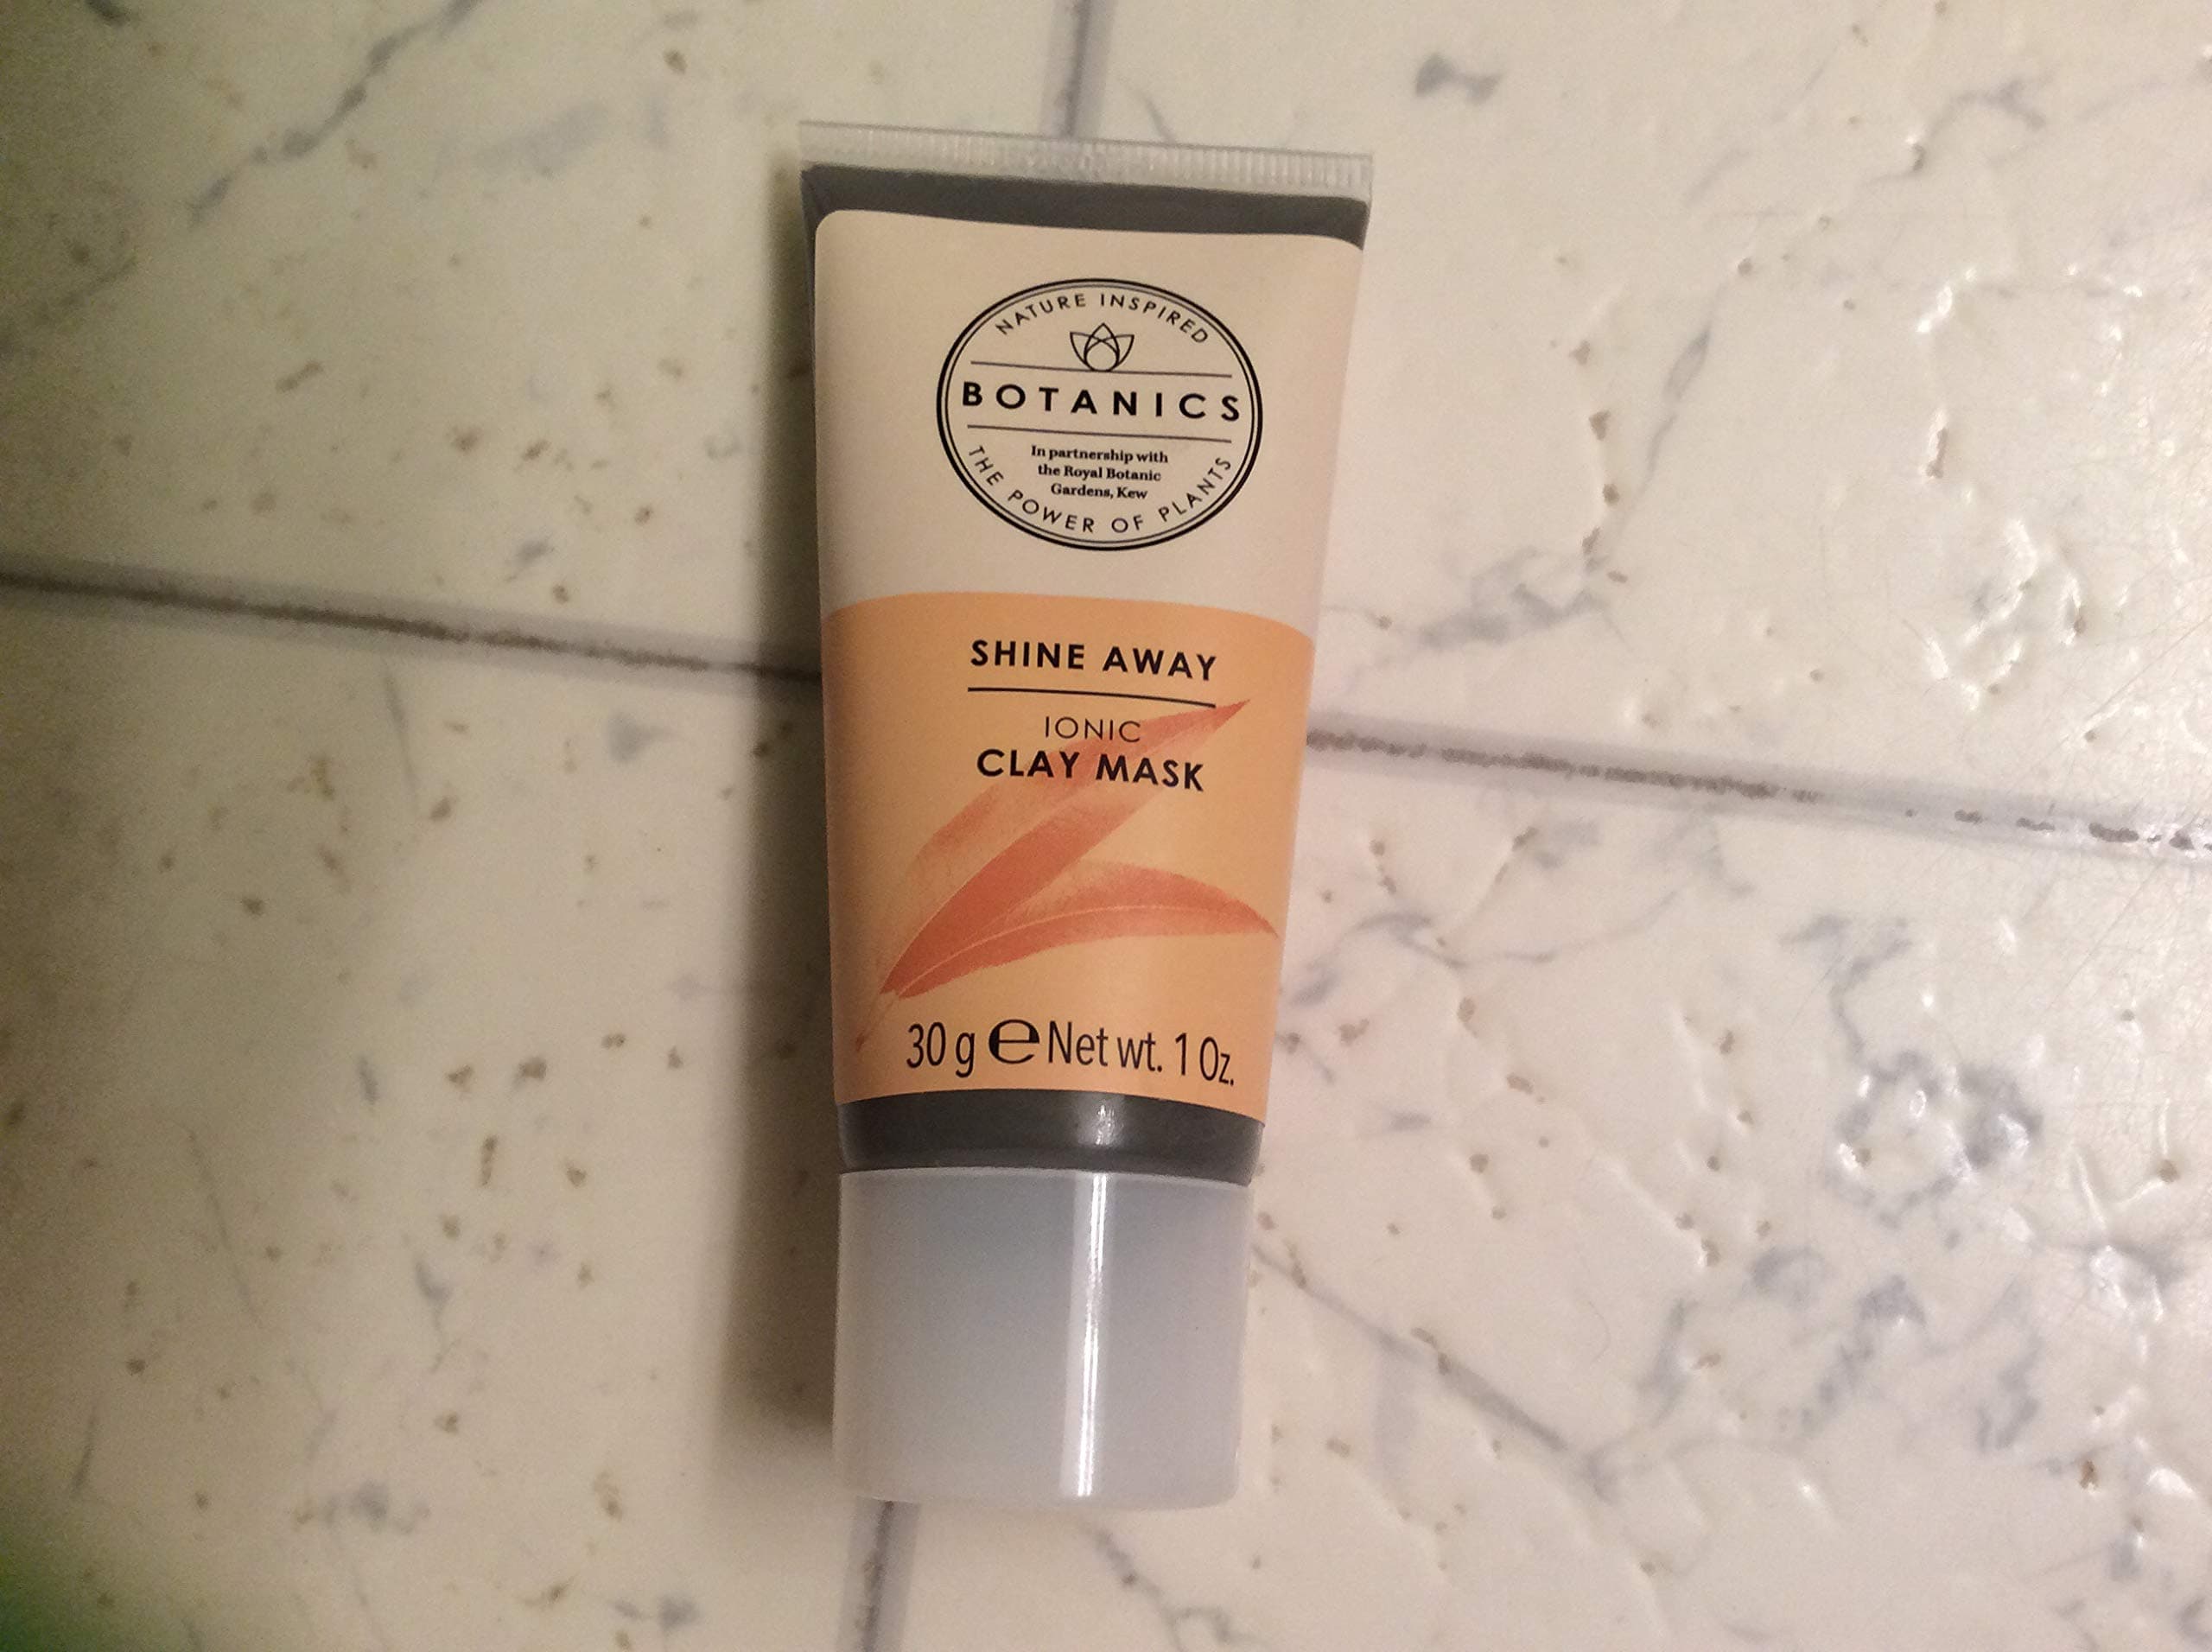 NATURE INSPIRED
BOTANICS
In partnership with
the Royal Botanic
Gardens, Kew
THE POWER OF PLANTS
SHINE AWAY
IONIC
CLAY MASK
30 g e Net wt. 1 Oz.